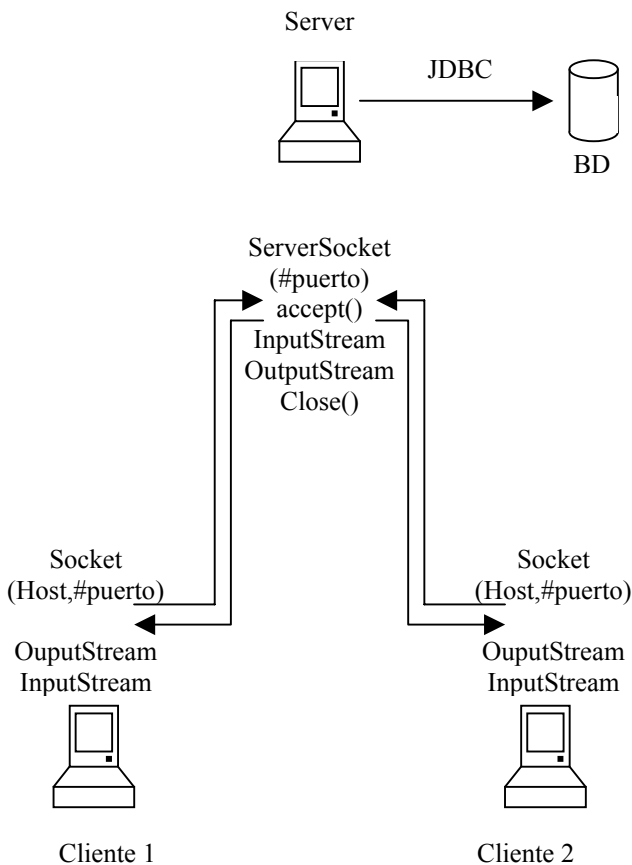 Server
JDBC
BD
ServerSocket
(#puerto)
accept()
InputStream
OutputStream
Close()
Socket
(Host,#puerto)
OuputStream
InputStream
Cliente 1
Socket
(Host,#puerto)
OuputStream
InputStream
Cliente 2